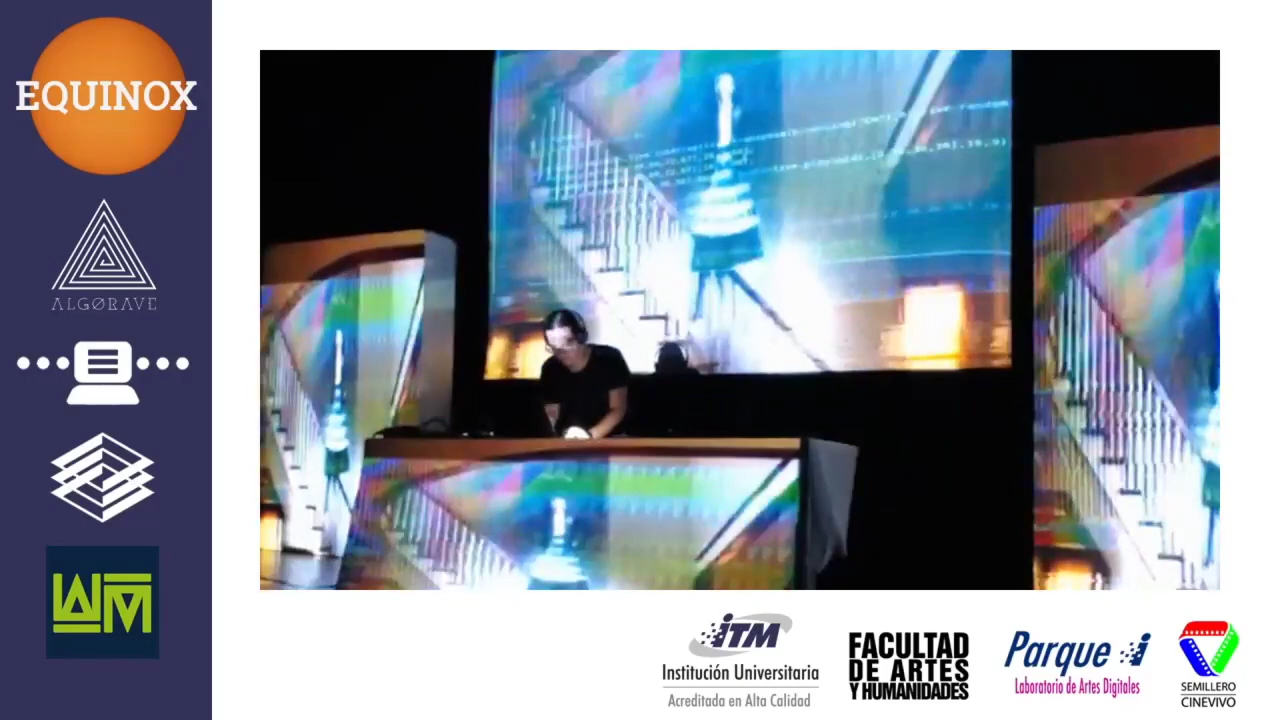 EQUINOX
ALGØRAVE
iTM
Institución Universitaria
Acreditada en Alta Calidad
FACULTAD
DE ARTES
Y HUMANIDADES
Parque i
Laboratorio de Artes Digitales
SEMILLERO
CINEVIVO